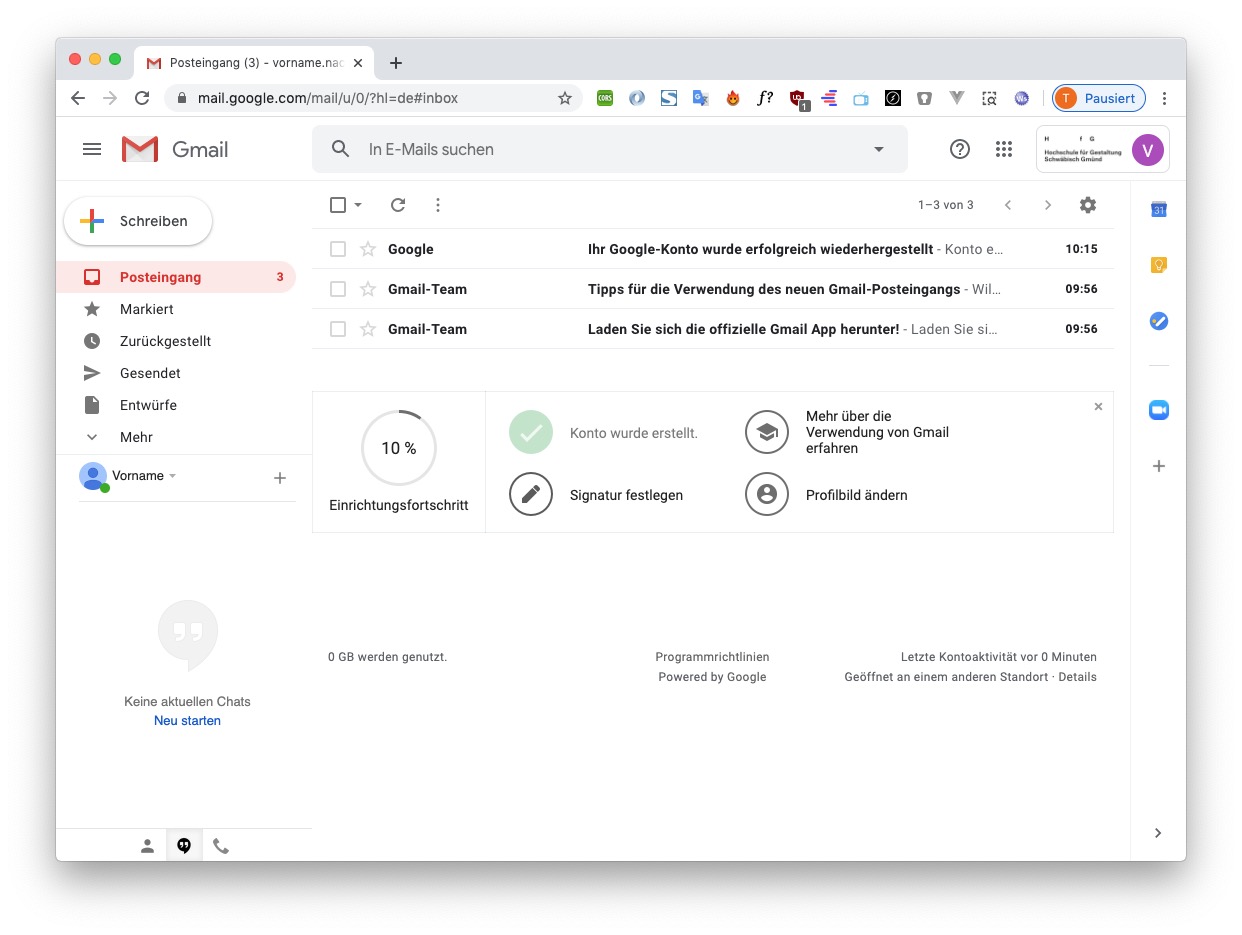 Posteingang (3) - vorname.nac
mail.google.com/mail/u/0/?hl=de#inbox
CORS
f?
1
T Pausiert
Gmail
In E-Mails suchen
H f G
Hochschule für Gestaltung
Schwäbisch Gmünd
V
Schreiben
1–3 von 3
31
Posteingang 3
Markiert
Zurückgestellt
Gesendet
Entwürfe
Mehr
Vorname
Google Ihr Google-Konto wurde erfolgreich wiederhergestellt - Konto e… 10:15
Gmail-Team Tipps für die Verwendung des neuen Gmail-Posteingangs - Wil… 09:56
Gmail-Team Laden Sie sich die offizielle Gmail App herunter! - Laden Sie si… 09:56
10 %
Einrichtungsfortschritt
Konto wurde erstellt.
Mehr über die
Verwendung von Gmail
erfahren
Signatur festlegen
Profilbild ändern
Keine aktuellen Chats
Neu starten
0 GB werden genutzt.
Programmrichtlinien
Powered by Google
Letzte Kontoaktivität vor 0 Minuten
Geöffnet an einem anderen Standort · Details